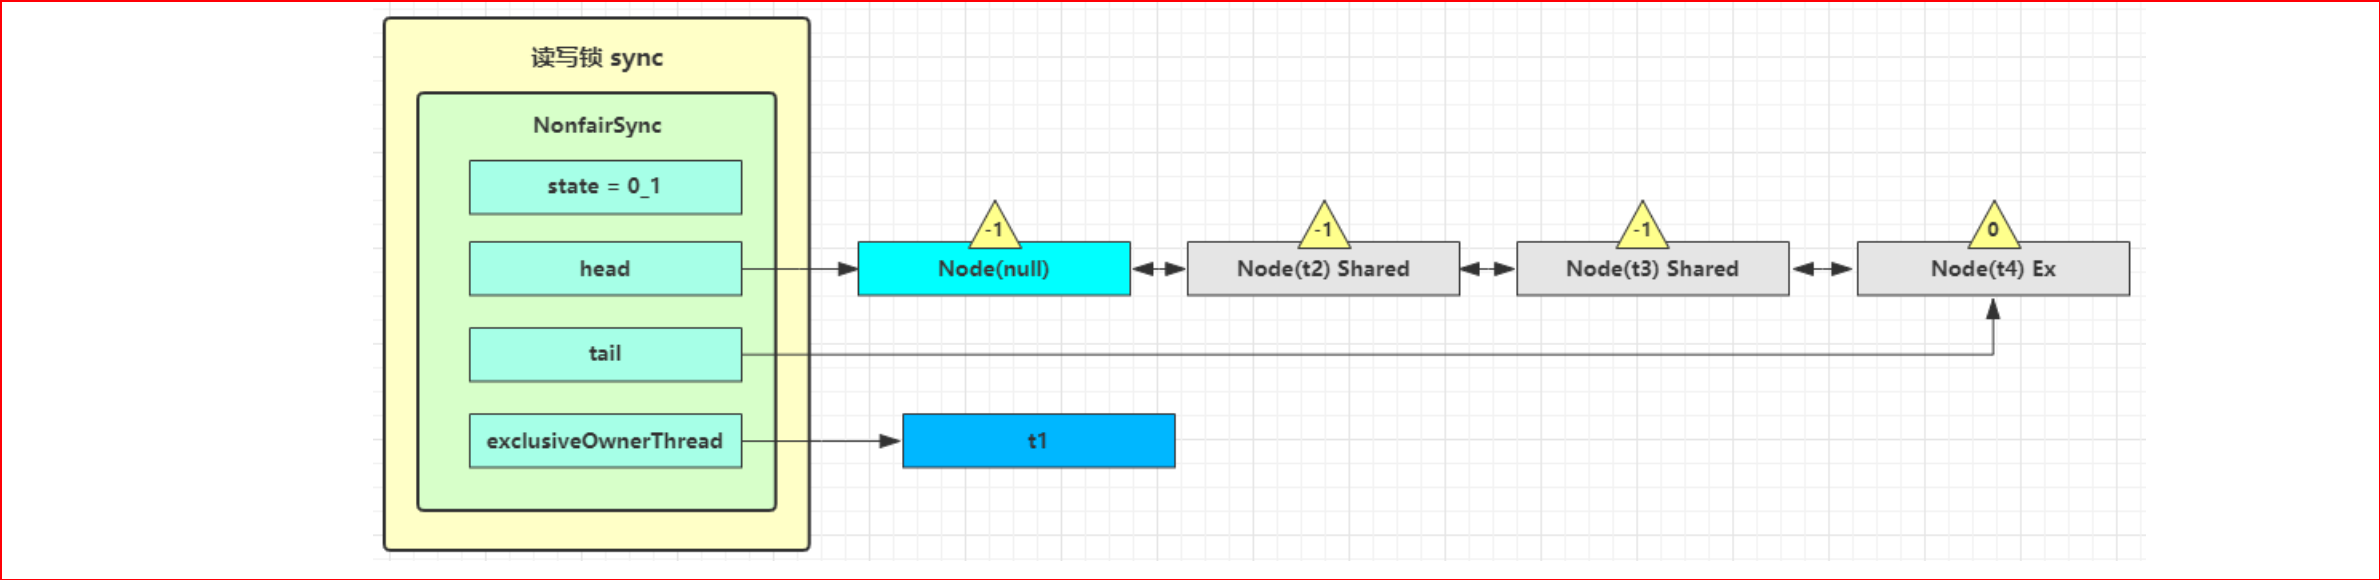 读写锁 sync
NonfairSync
state = 0_1
head
tail
exclusiveOwnerThread
-1
Node(null)
-1
Node(t2) Shared
-1
Node(t3) Shared
0
Node(t4) Ex
t1